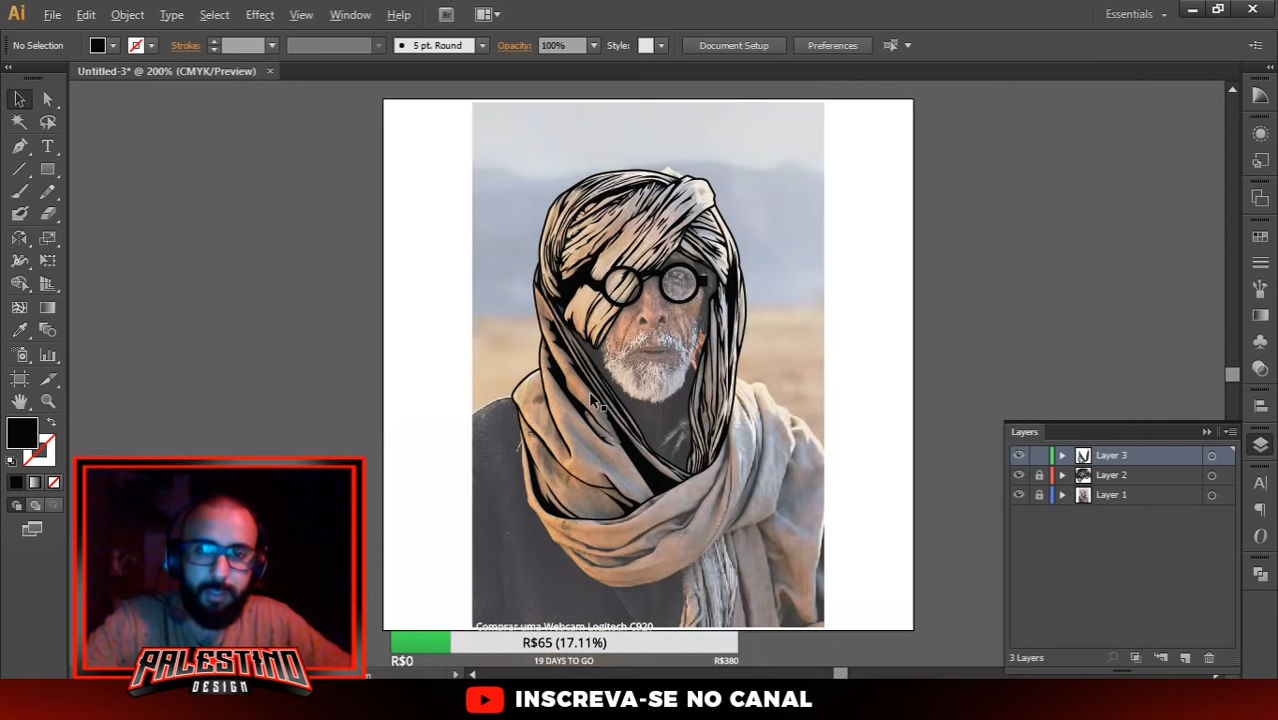 Ai File Edit Object Type Select Effect View Window Help Br Essentials
No Selection Stroke: 5 pt. Round Opacity: 100% Style: Document Setup Preferences
Untitled-3* @ 200% (CMYK/Preview)
Layers
Layer 3
Layer 2
Layer 1
3 Layers
Comprar uma Webcam Logitech C920
R$65 (17.11%)
R$0 19 DAYS TO GO R$380
PALESTINO
DESIGN
INSCREVA-SE NO CANAL